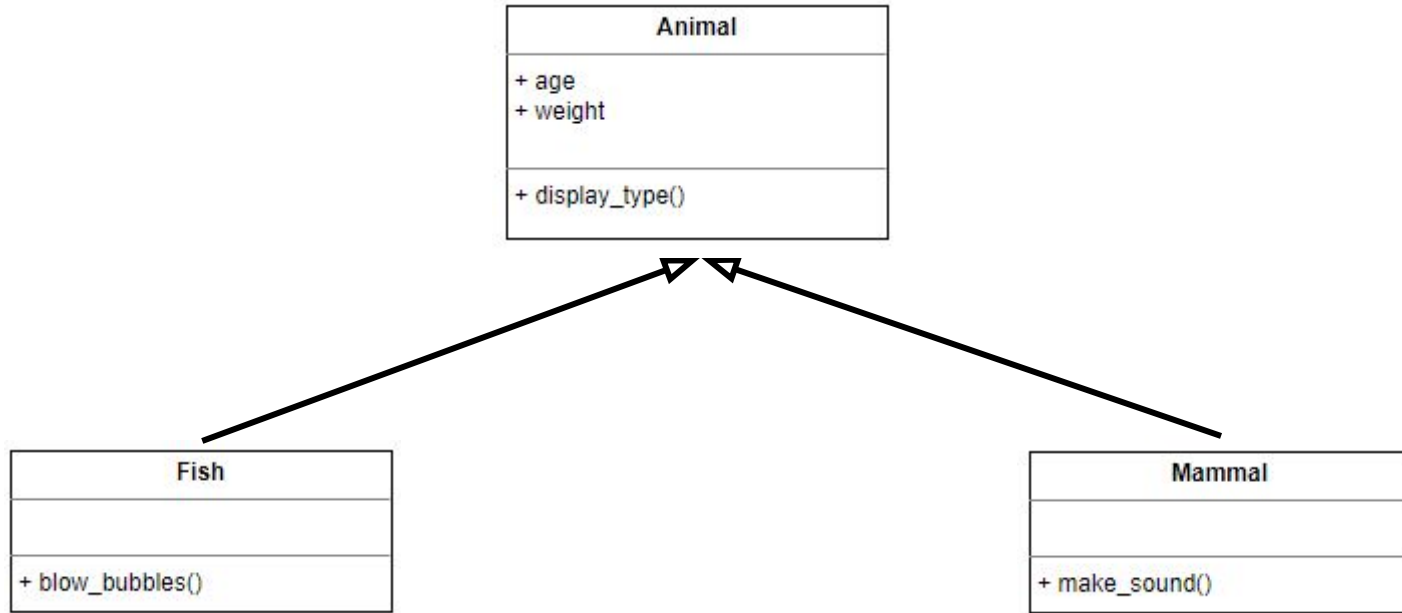 Animal
+ age
+ weight
+ display_type()
Fish
+ blow_bubbles()
Mammal
+ make_sound()